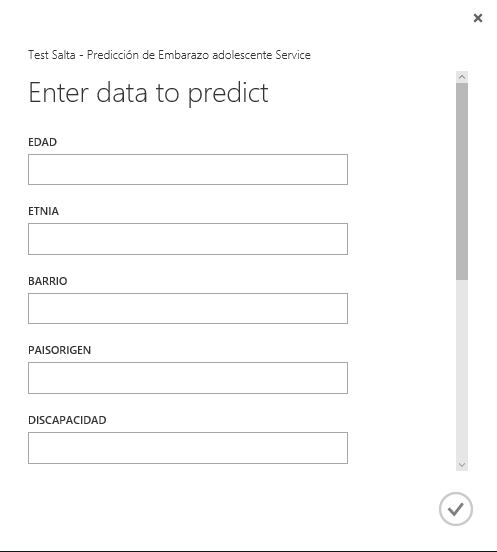 Test Salta - Predicción de Embarazo adolescente Service
Enter data to predict
EDAD
ETNIA
BARRIO
PAISORIGEN
DISCAPACIDAD